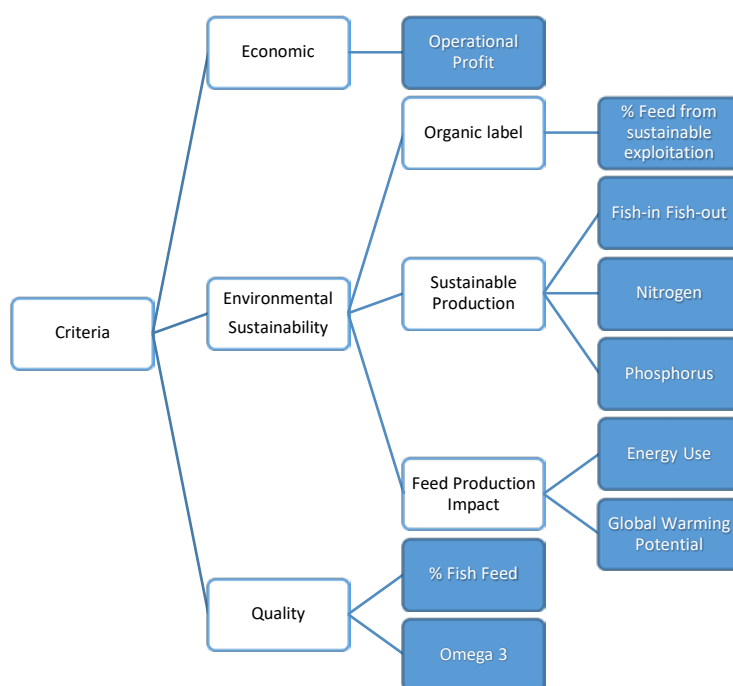 Economic
Operational
Profit
Organic label
% Feed from
sustainable
exploitation
Fish-in Fish-out
Criteria
Environmental
Sustainability
Sustainable
Production
Nitrogen
Phosphorus
Feed Production
Impact
Energy Use
Global Warming
Potential
Quality
% Fish Feed
Omega 3